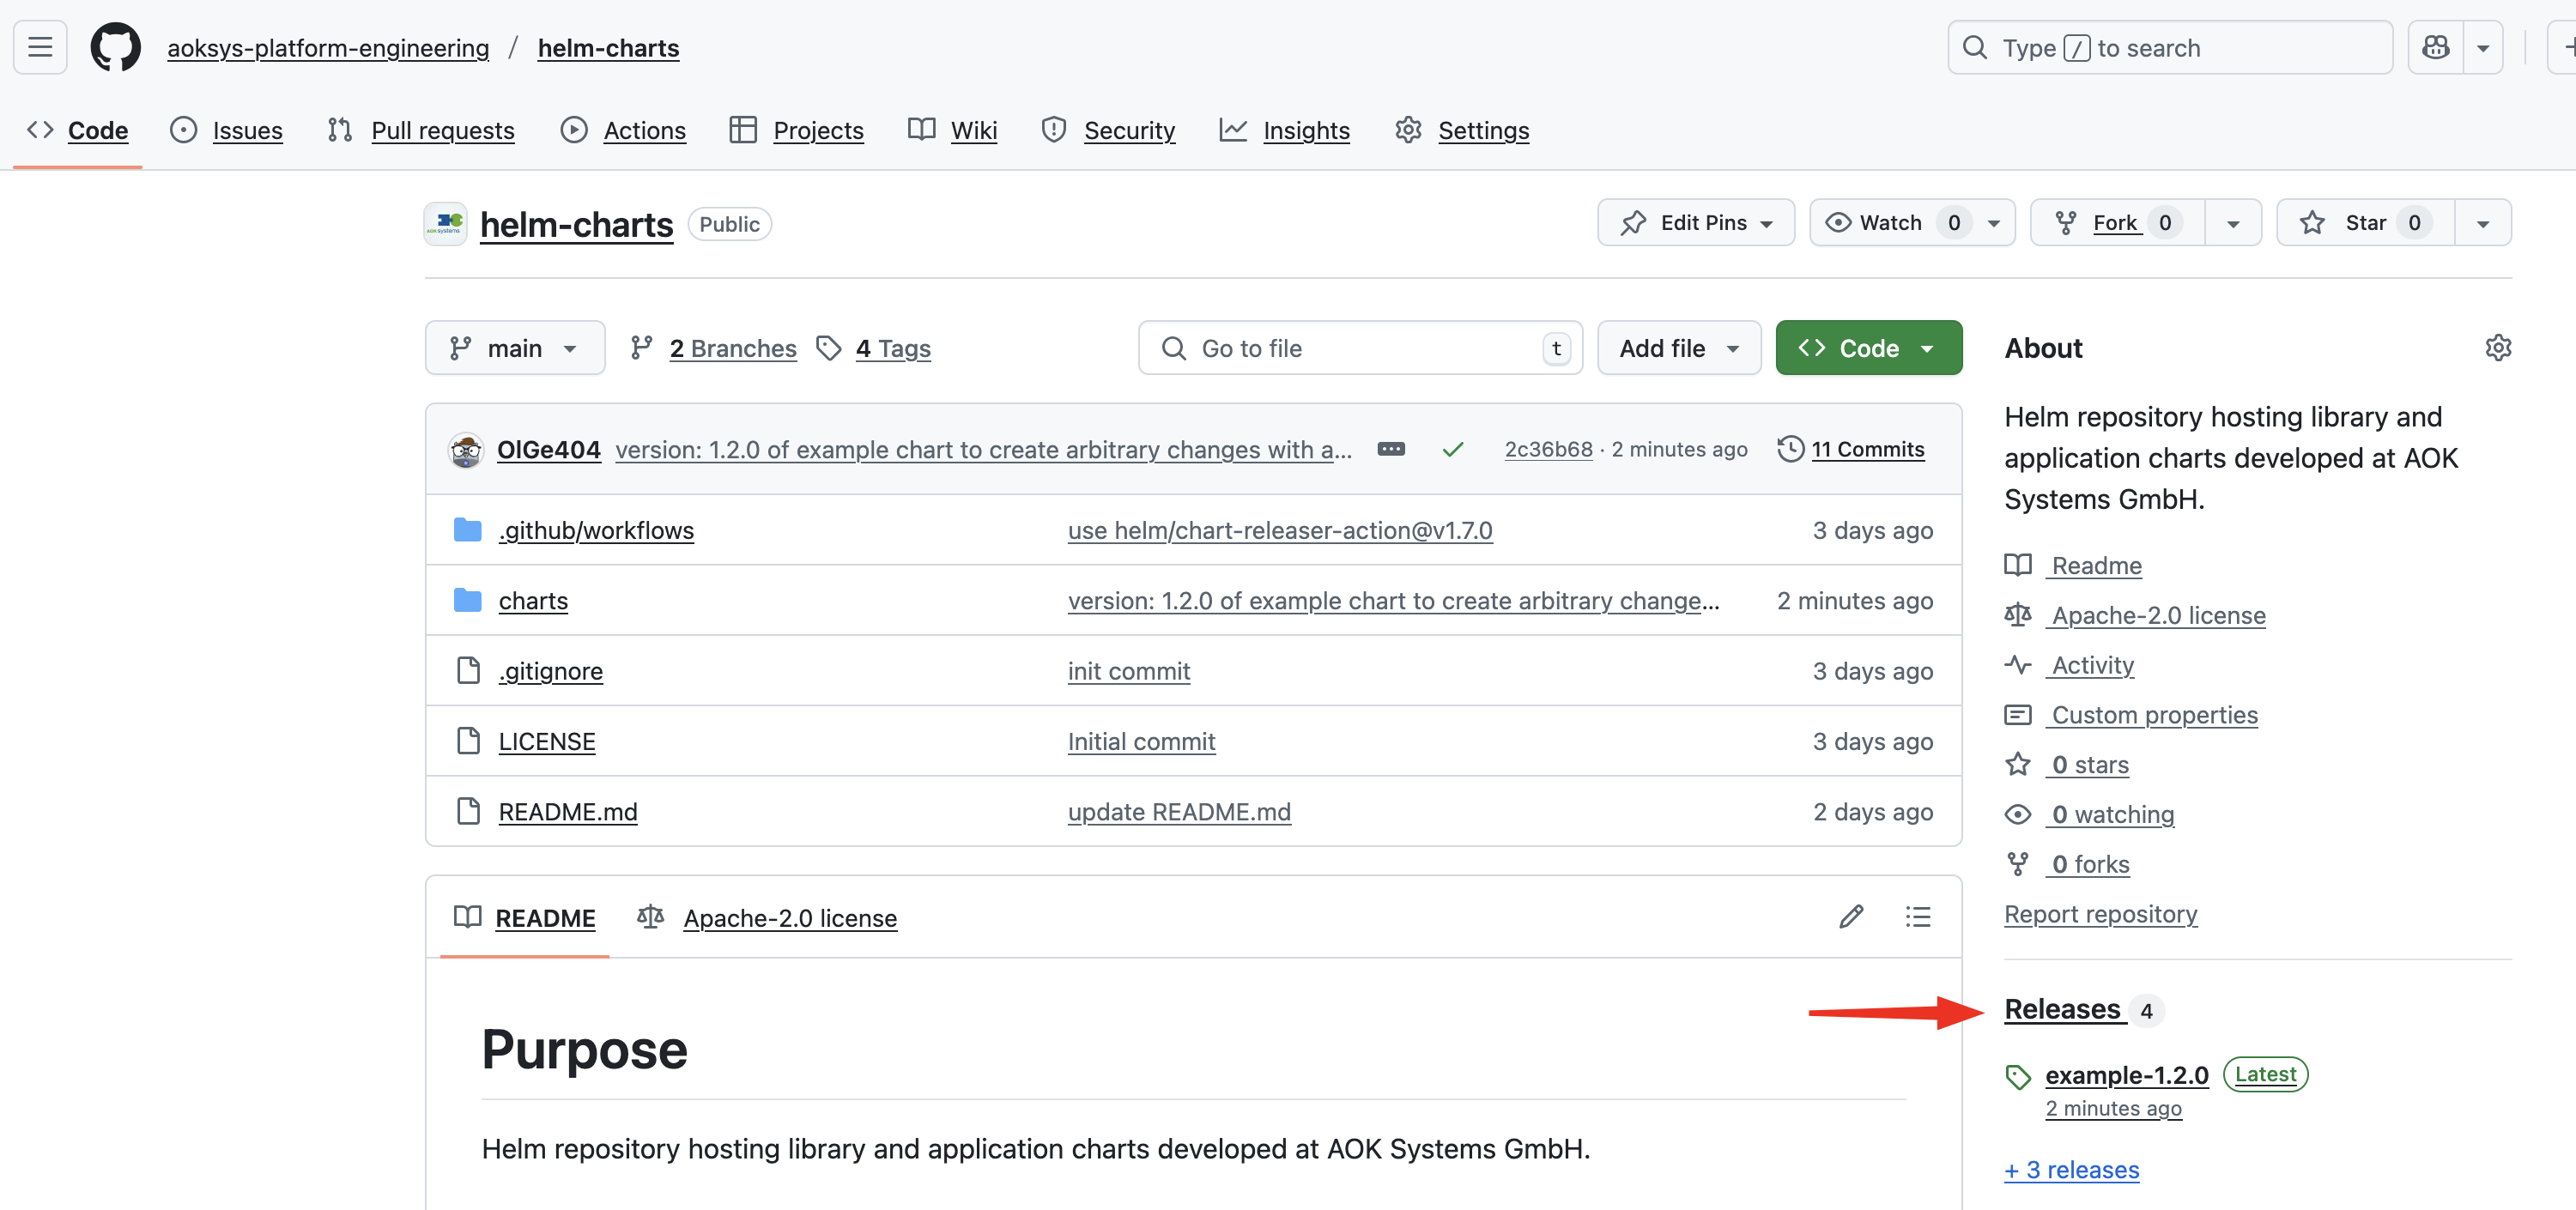 aoksys-platform-engineering / helm-charts
Type / to search
Code Issues Pull requests Actions Projects Wiki Security Insights Settings
helm-charts Public
Edit Pins Watch 0 Fork 0 Star 0
main 2 Branches 4 Tags Go to file t Add file Code
OlGe404 version: 1.2.0 of example chart to create arbitrary changes with a... 2c36b68 · 2 minutes ago 11 Commits
.github/workflows use helm/chart-releaser-action@v1.7.0 3 days ago
charts version: 1.2.0 of example chart to create arbitrary change... 2 minutes ago
.gitignore init commit 3 days ago
LICENSE Initial commit 3 days ago
README.md update README.md 2 days ago
README Apache-2.0 license
Purpose
Helm repository hosting library and application charts developed at AOK Systems GmbH.
About
Helm repository hosting library and
application charts developed at AOK
Systems GmbH.
Readme
Apache-2.0 license
Activity
Custom properties
0 stars
0 watching
0 forks
Report repository
Releases 4
example-1.2.0 Latest
2 minutes ago
+ 3 releases